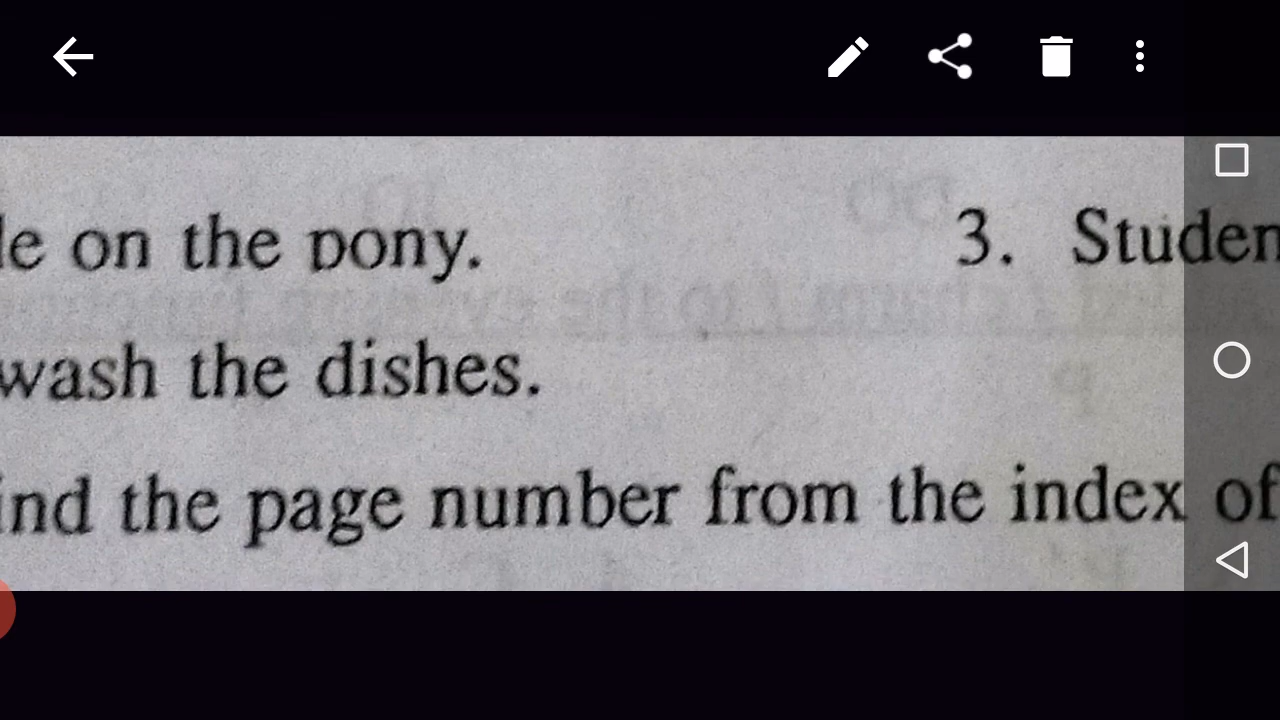 le on the pony. 3. Studen
wash the dishes.
ind the page number from the index of